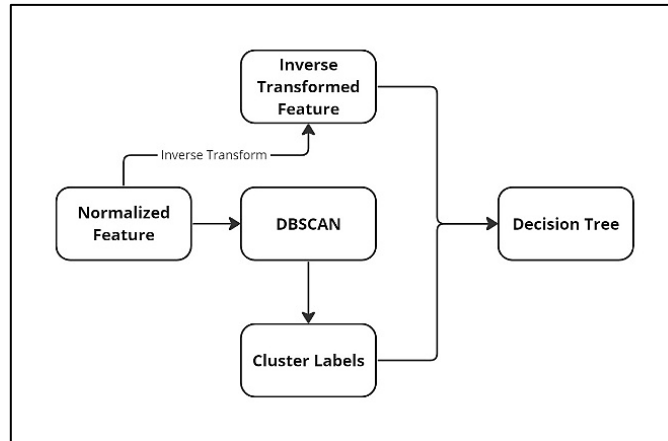 Inverse
Transformed
Feature
Inverse Transform
Normalized
Feature
DBSCAN
Decision Tree
Cluster Labels